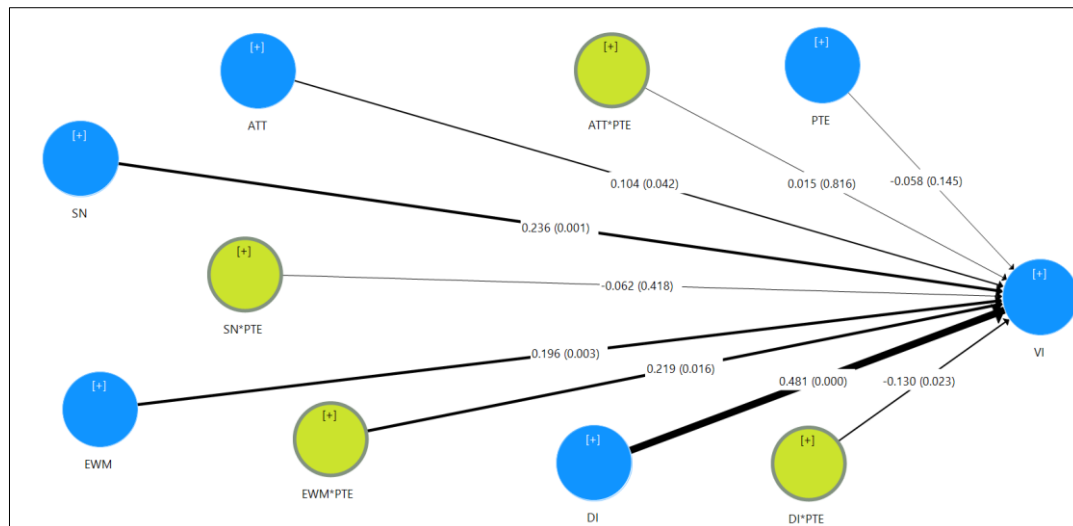 [+]
ATT
[+]
ATT*PTE
[+]
PTE
[+]
SN
0.104 (0.042)
0.015 (0.816)
-0.058 (0.145)
0.236 (0.001)
[+]
SN*PTE
-0.062 (0.418)
[+]
VI
[+]
EWM
0.196 (0.003)
0.219 (0.016)
0.481 (0.000)
-0.130 (0.023)
[+]
EWM*PTE
[+]
DI
[+]
DI*PTE